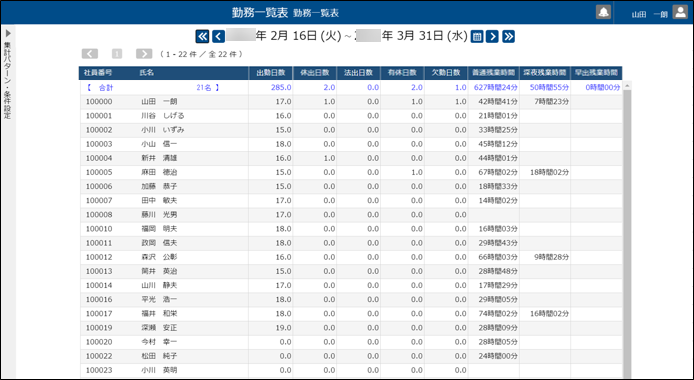 勤務一覧表 勤務一覧表
山田 一朗
年 2月 16日 (火) ~ 2 年 3月 31日 (水)
1 （ 1 - 22 件 ／ 全 22 件 ）
集計パターン・条件設定
社員番号 氏名 出勤日数 休出日数 法出日数 有休日数 欠勤日数 普通残業時間 深夜残業時間 早出残業時間
【 合計 21名 】 285.0 2.0 0.0 2.0 1.0 627時間24分 50時間55分 0時間00分
100000 山田 一朗 17.0 1.0 0.0 1.0 1.0 42時間41分 7時間23分
100001 川谷 しげる 16.0 0.0 0.0 0.0 0.0 21時間01分
100002 小川 いずみ 15.0 0.0 0.0 0.0 0.0 33時間25分
100003 小山 信一 18.0 0.0 0.0 0.0 0.0 45時間12分
100004 新井 清雄 16.0 1.0 0.0 0.0 0.0 44時間01分
100005 麻田 徳治 15.0 0.0 0.0 1.0 0.0 67時間02分 18時間02分
100006 加藤 恭子 15.0 0.0 0.0 0.0 0.0 18時間33分
100007 田中 敏夫 17.0 0.0 0.0 0.0 0.0 14時間02分
100008 藤川 光男 17.0 0.0 0.0 0.0 0.0
100010 福岡 明夫 18.0 0.0 0.0 0.0 0.0 16時間03分
100011 政岡 信夫 18.0 0.0 0.0 0.0 0.0 29時間43分
100012 森沢 公彰 16.0 0.0 0.0 0.0 0.0 66時間03分 9時間28分
100013 筒井 英治 15.0 0.0 0.0 0.0 0.0 28時間48分
100014 山川 静夫 17.0 0.0 0.0 0.0 0.0 17時間29分
100016 平光 浩一 18.0 0.0 0.0 0.0 0.0 29時間05分
100017 福井 和栄 18.0 0.0 0.0 0.0 0.0 74時間02分 16時間02分
100019 深瀬 安正 19.0 0.0 0.0 0.0 0.0 28時間09分
100020 今村 幸一 0.0 0.0 0.0 0.0 0.0 28時間05分
100022 松田 純子 0.0 0.0 0.0 0.0 0.0 24時間00分
100023 小川 英明 0.0 0.0 0.0 0.0 0.0